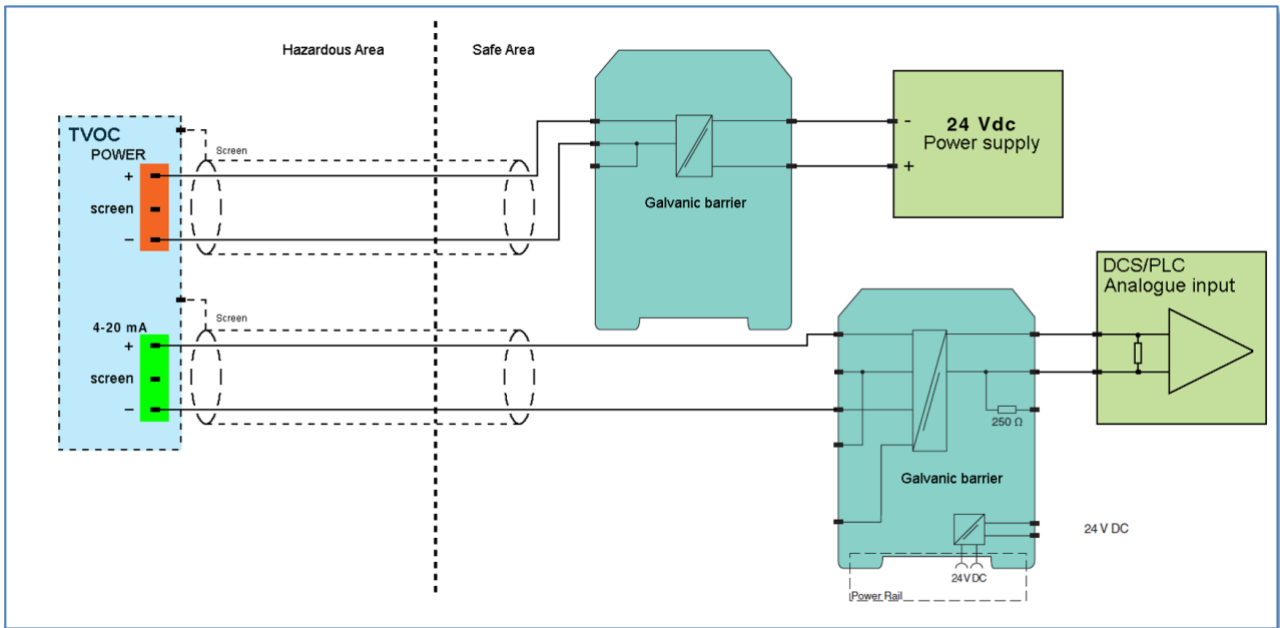 Hazardous Area
Safe Area
TVOC
POWER
+
screen
−
Screen
Galvanic barrier
24 Vdc
Power supply
-
+
4-20 mA
+
screen
−
Screen
DCS/PLC
Analogue input
250 Ω
Galvanic barrier
24 V DC
24V DC
Power Rail